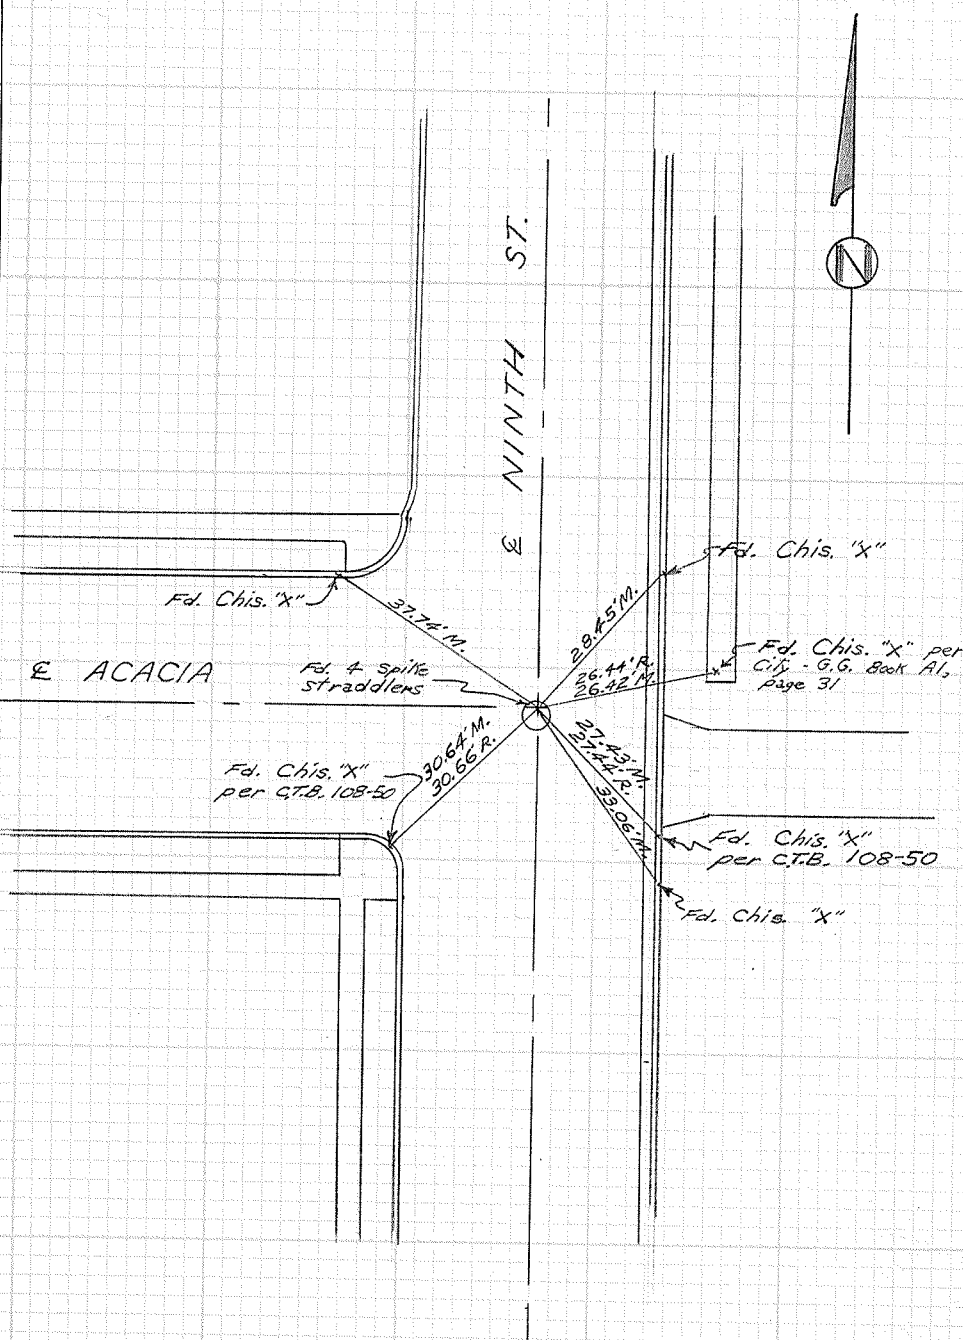 N
℄ NINTH ST.
Fd. Chis. "X"
Fd. Chis. "X"
37.74' M.
28.45' M.
℄ ACACIA
Fd. 4 spike
straddlers
26.44' R.
26.42' M.
Fd. Chis. "X" per
City - G.G. Book A1,
page 31
Fd. Chis. "X"
per C.T.B. 108-50
30.64' M.
30.66' R.
27.43' M.
27.44' R.
33.06' M.
Fd. Chis. "X"
per C.T.B. 108-50
Fd. Chis. "X"